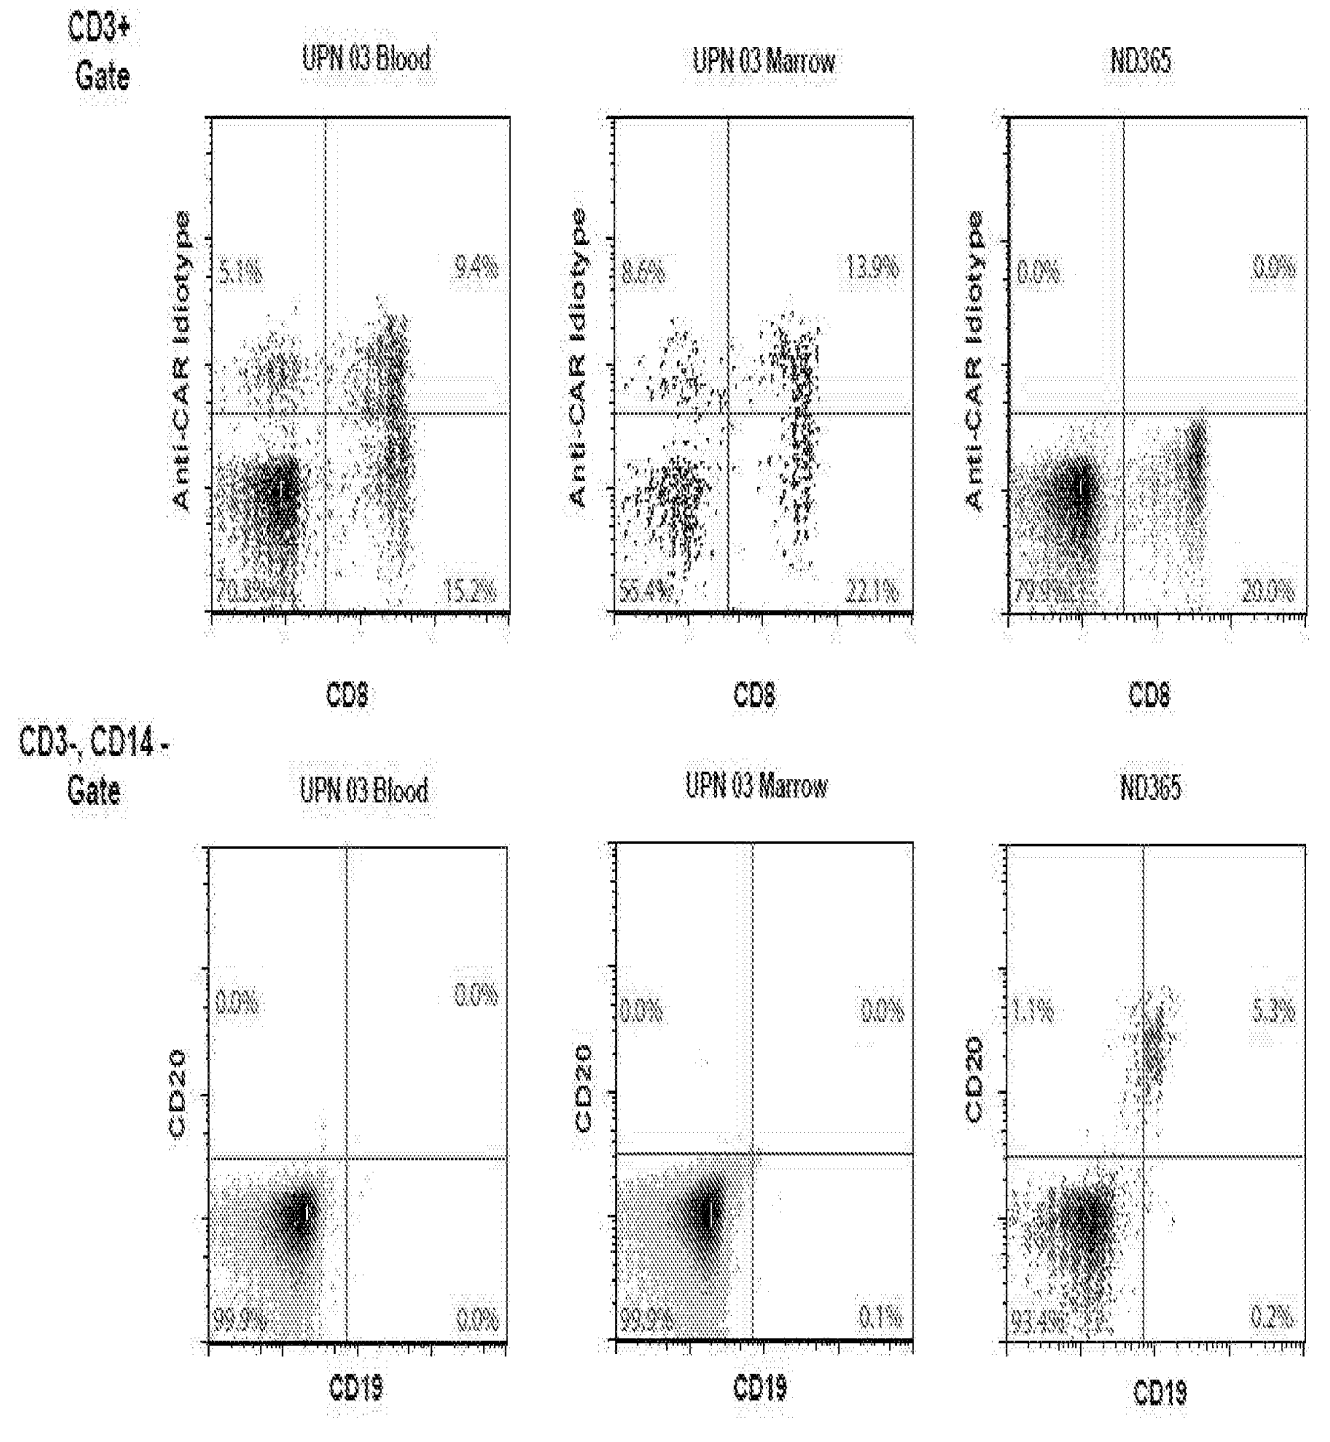 CD3+
Gate
UPN 03 Blood
UPN 03 Marrow
ND365
Anti-CAR Idiotype
5.1%
9.4%
15.2%
CD8
Anti-CAR Idiotype
8.6%
13.9%
56.4%
22.1%
CD8
Anti-CAR Idiotype
0.0%
0.0%
79.9%
20.0%
CD8
CD3-, CD14 -
Gate
UPN 03 Blood
UPN 03 Marrow
ND365
CD20
0.0%
0.0%
99.9%
0.0%
CD19
CD20
0.0%
0.0%
99.9%
0.1%
CD19
CD20
1.1%
5.3%
93.4%
0.2%
CD19